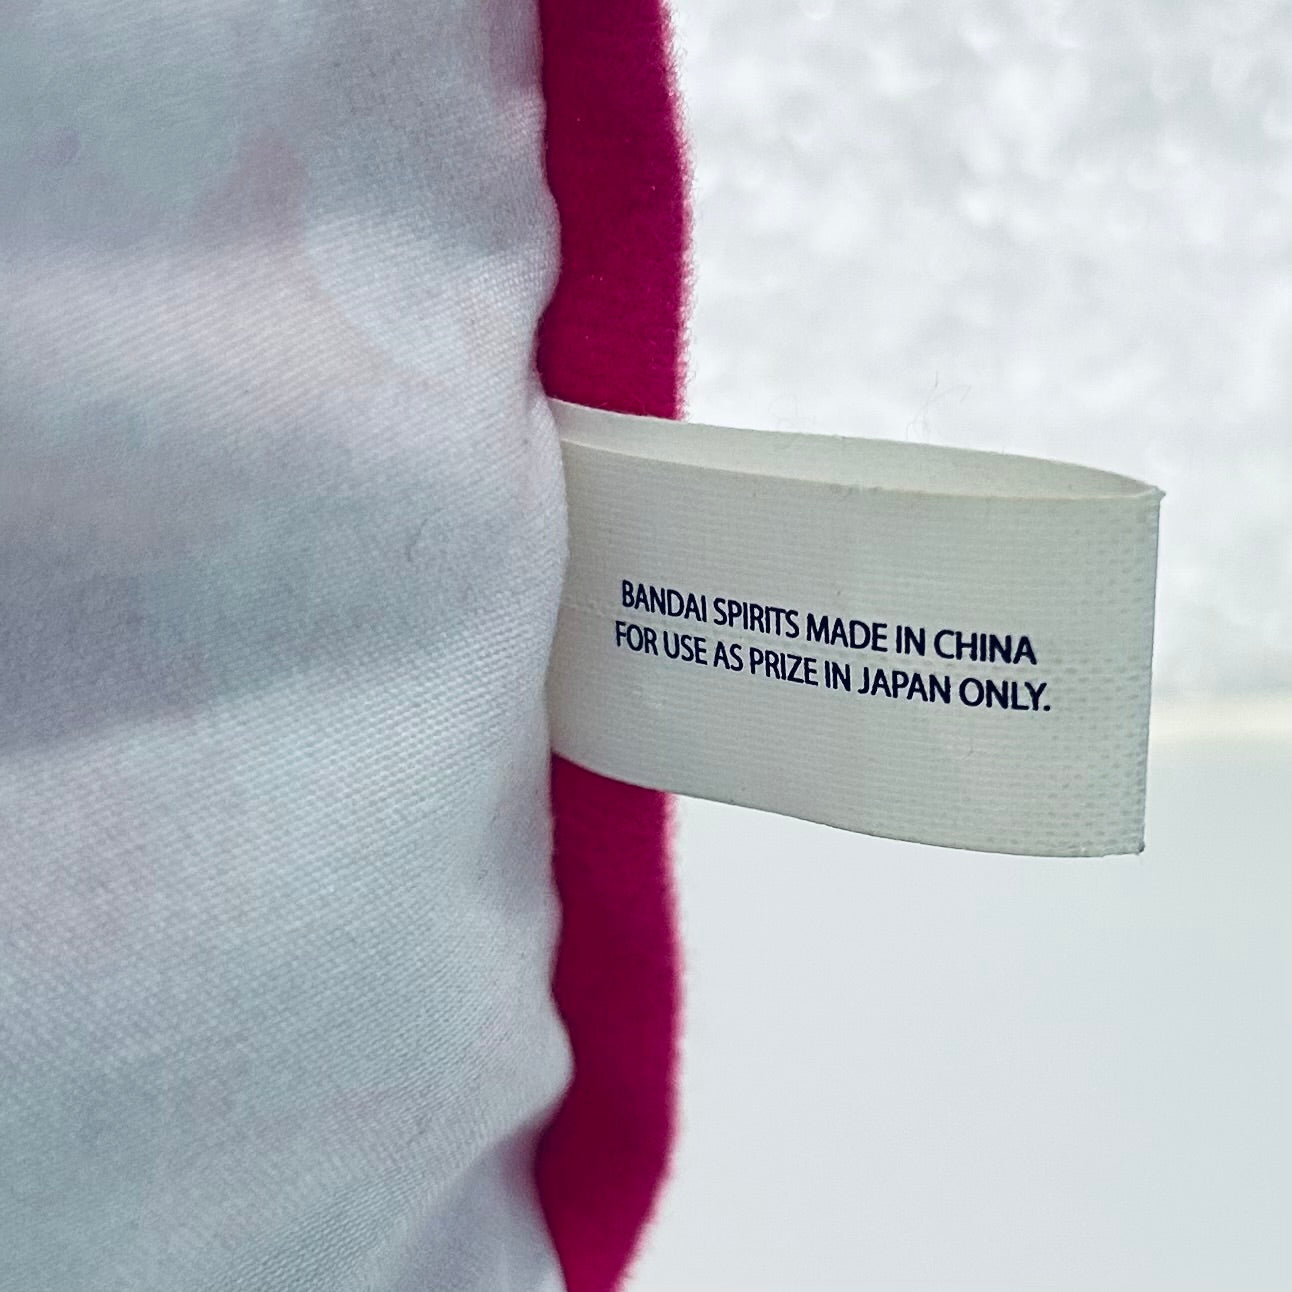 BANDAI SPIRITS MADE IN CHINA
FOR USE AS PRIZE IN JAPAN ONLY.